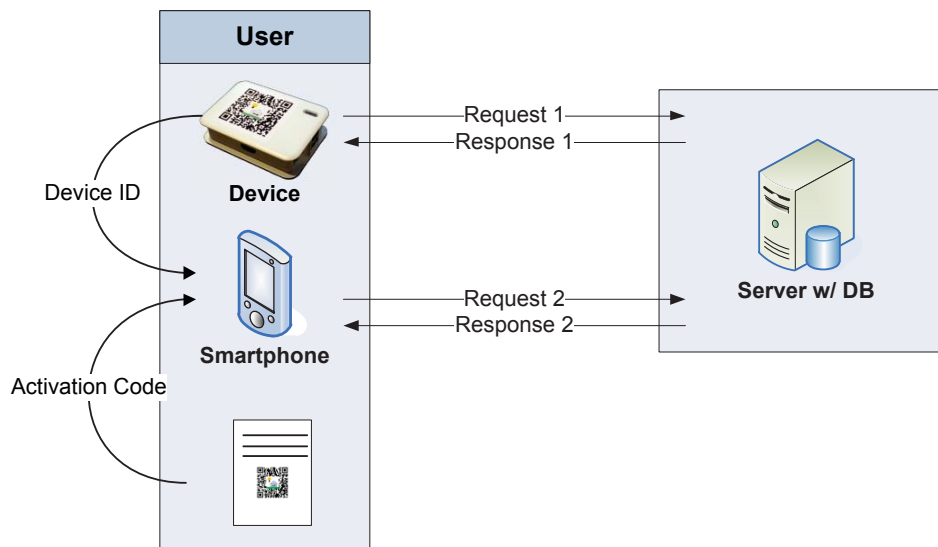 User
Request 1
Response 1
Device ID
Device
Request 2
Response 2
Server w/ DB
Smartphone
Activation Code